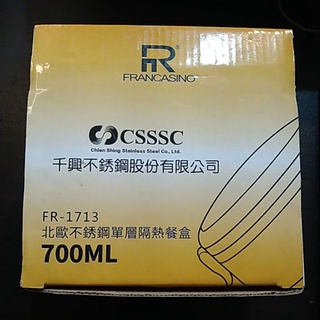 FR
FRANCASINO
CSSSC
Chien Shing Stainless Steel Co., Ltd.
千興不銹鋼股份有限公司
FR-1713
北歐不銹鋼單層隔熱餐盒
700ML